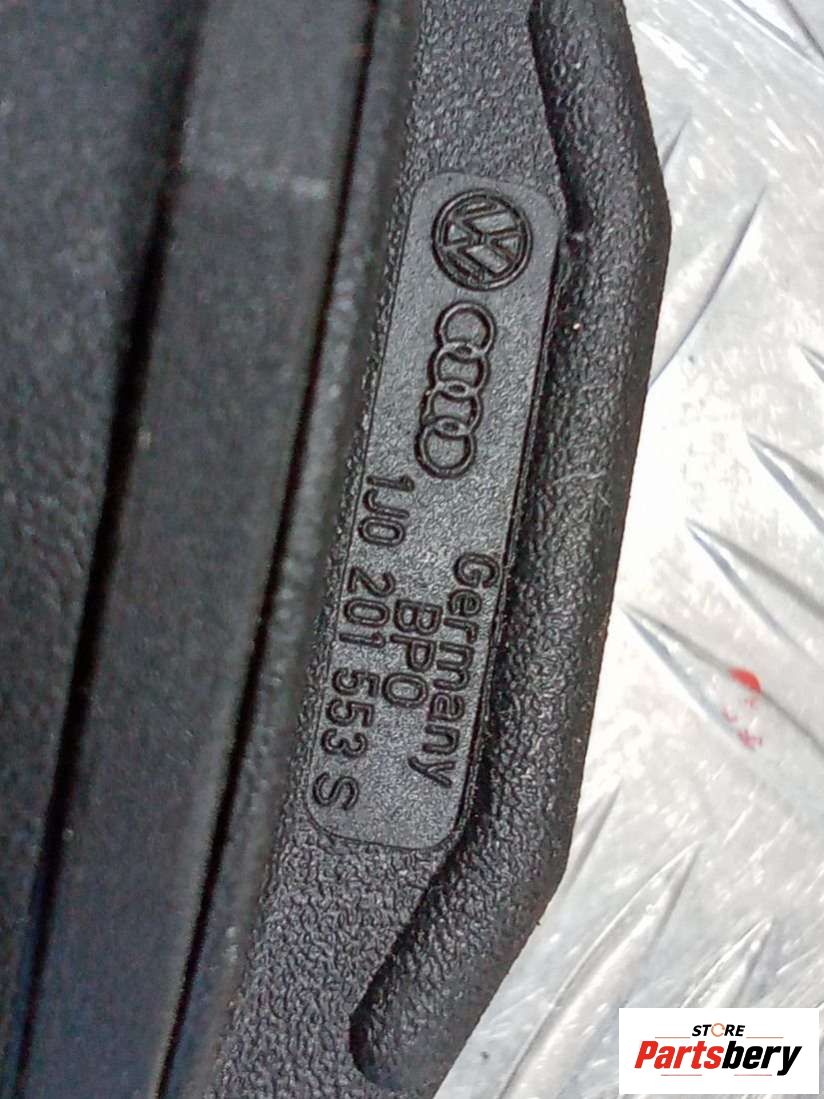 Germany
BPO
1J0 201 553 S
STORE
Partsbery